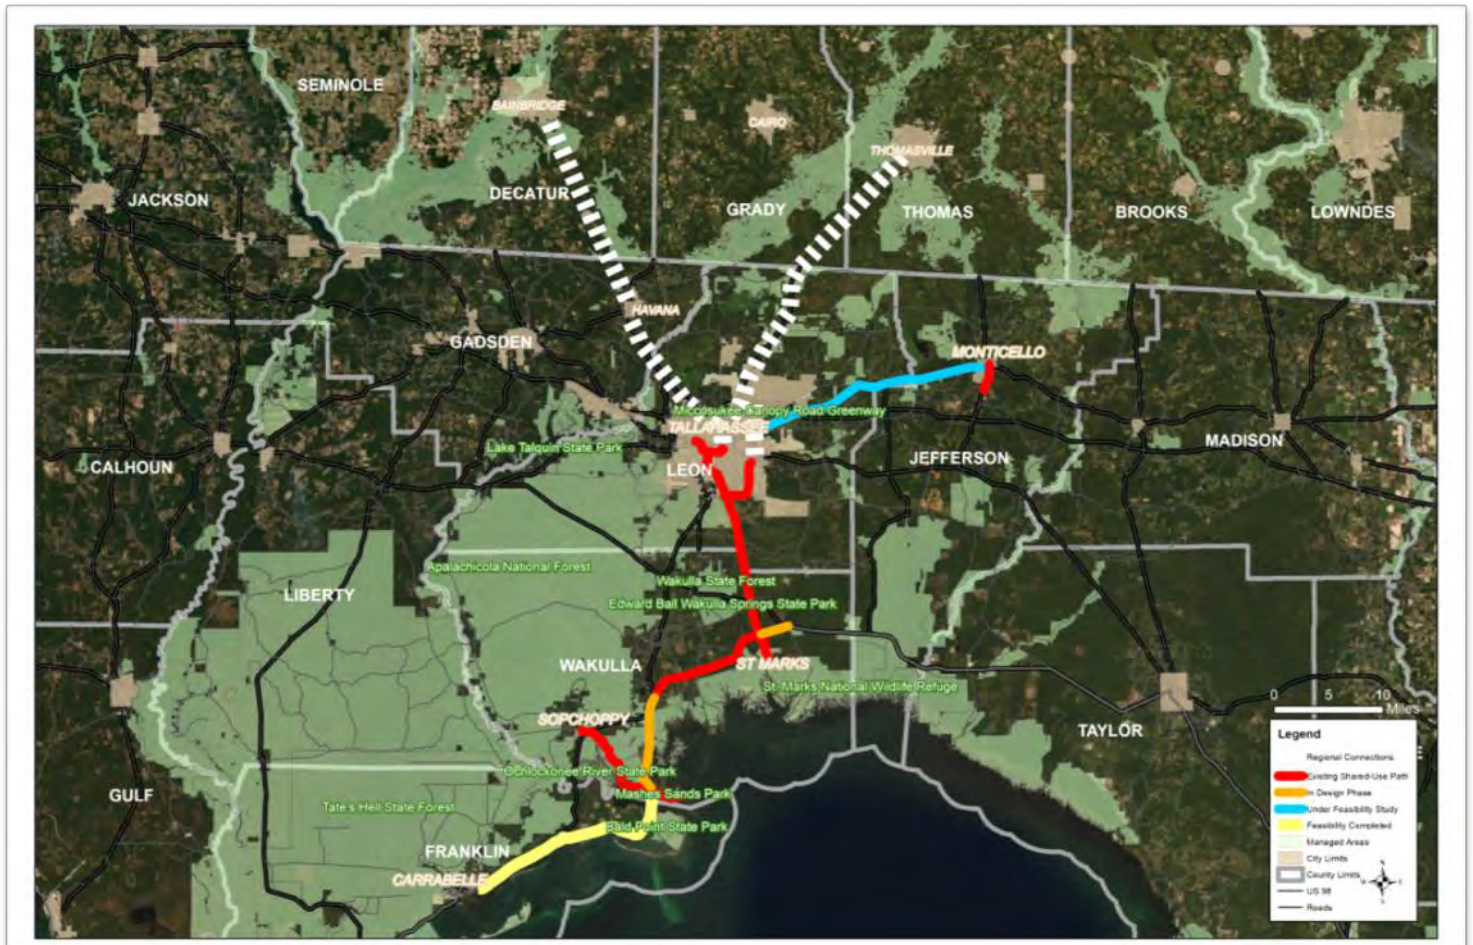 SEMINOLE
BAINBRIDGE
CAIRO
THOMASVILLE
JACKSON
DECATUR
GRADY
THOMAS
BROOKS
LOWNDES
HAVANA
GADSDEN
MONTICELLO
Miccosukee Canopy Road Greenway
TALLAHASSEE
Lake Talquin State Park
MADISON
CALHOUN
LEON
JEFFERSON
Apalachicola National Forest
Wakulla State Forest
LIBERTY
Edward Ball Wakulla Springs State Park
WAKULLA
ST MARKS
St. Marks National Wildlife Refuge
0 5 10
Miles
SOPCHOPPY
TAYLOR
Ochlockonee River State Park
GULF
Mashes Sands Park
Tate's Hell State Forest
Bald Point State Park
FRANKLIN
CARRABELLE
Legend
Regional Connections
Existing Shared-Use Path
In Design Phase
Under Feasibility Study
Feasibility Completed
Managed Areas
City Limits
County Limits
US 98
Roads